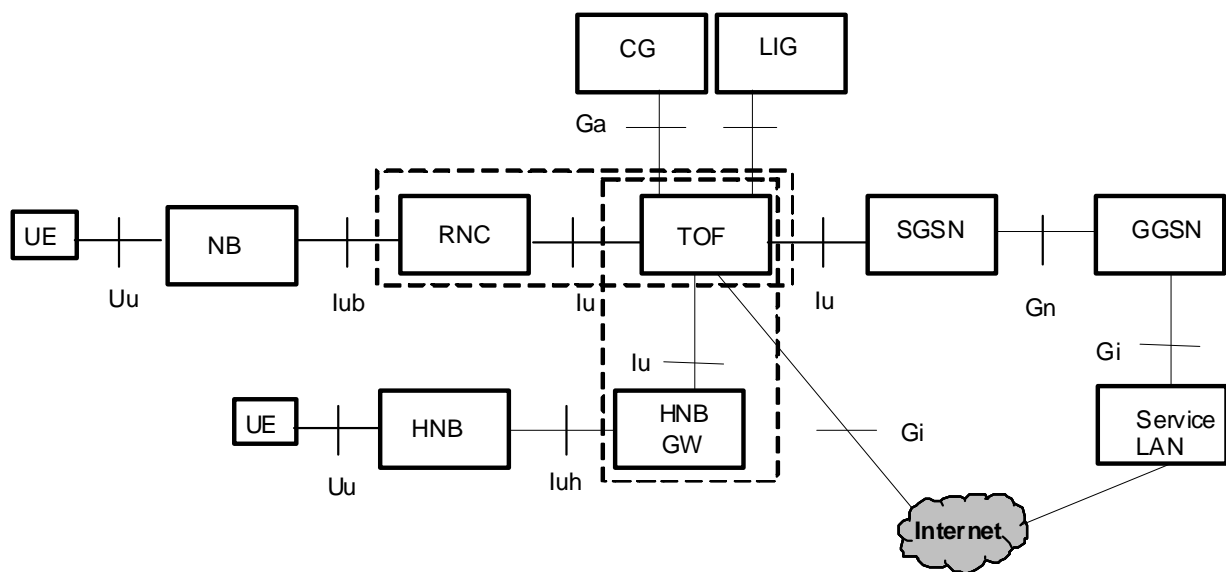 CG
LIG
Ga
UE
NB
RNC
TOF
SGSN
GGSN
Uu
Iub
Iu
Iu
Gn
Iu
Gi
UE
HNB
HNB
GW
Gi
Service
LAN
Uu
Iuh
Internet